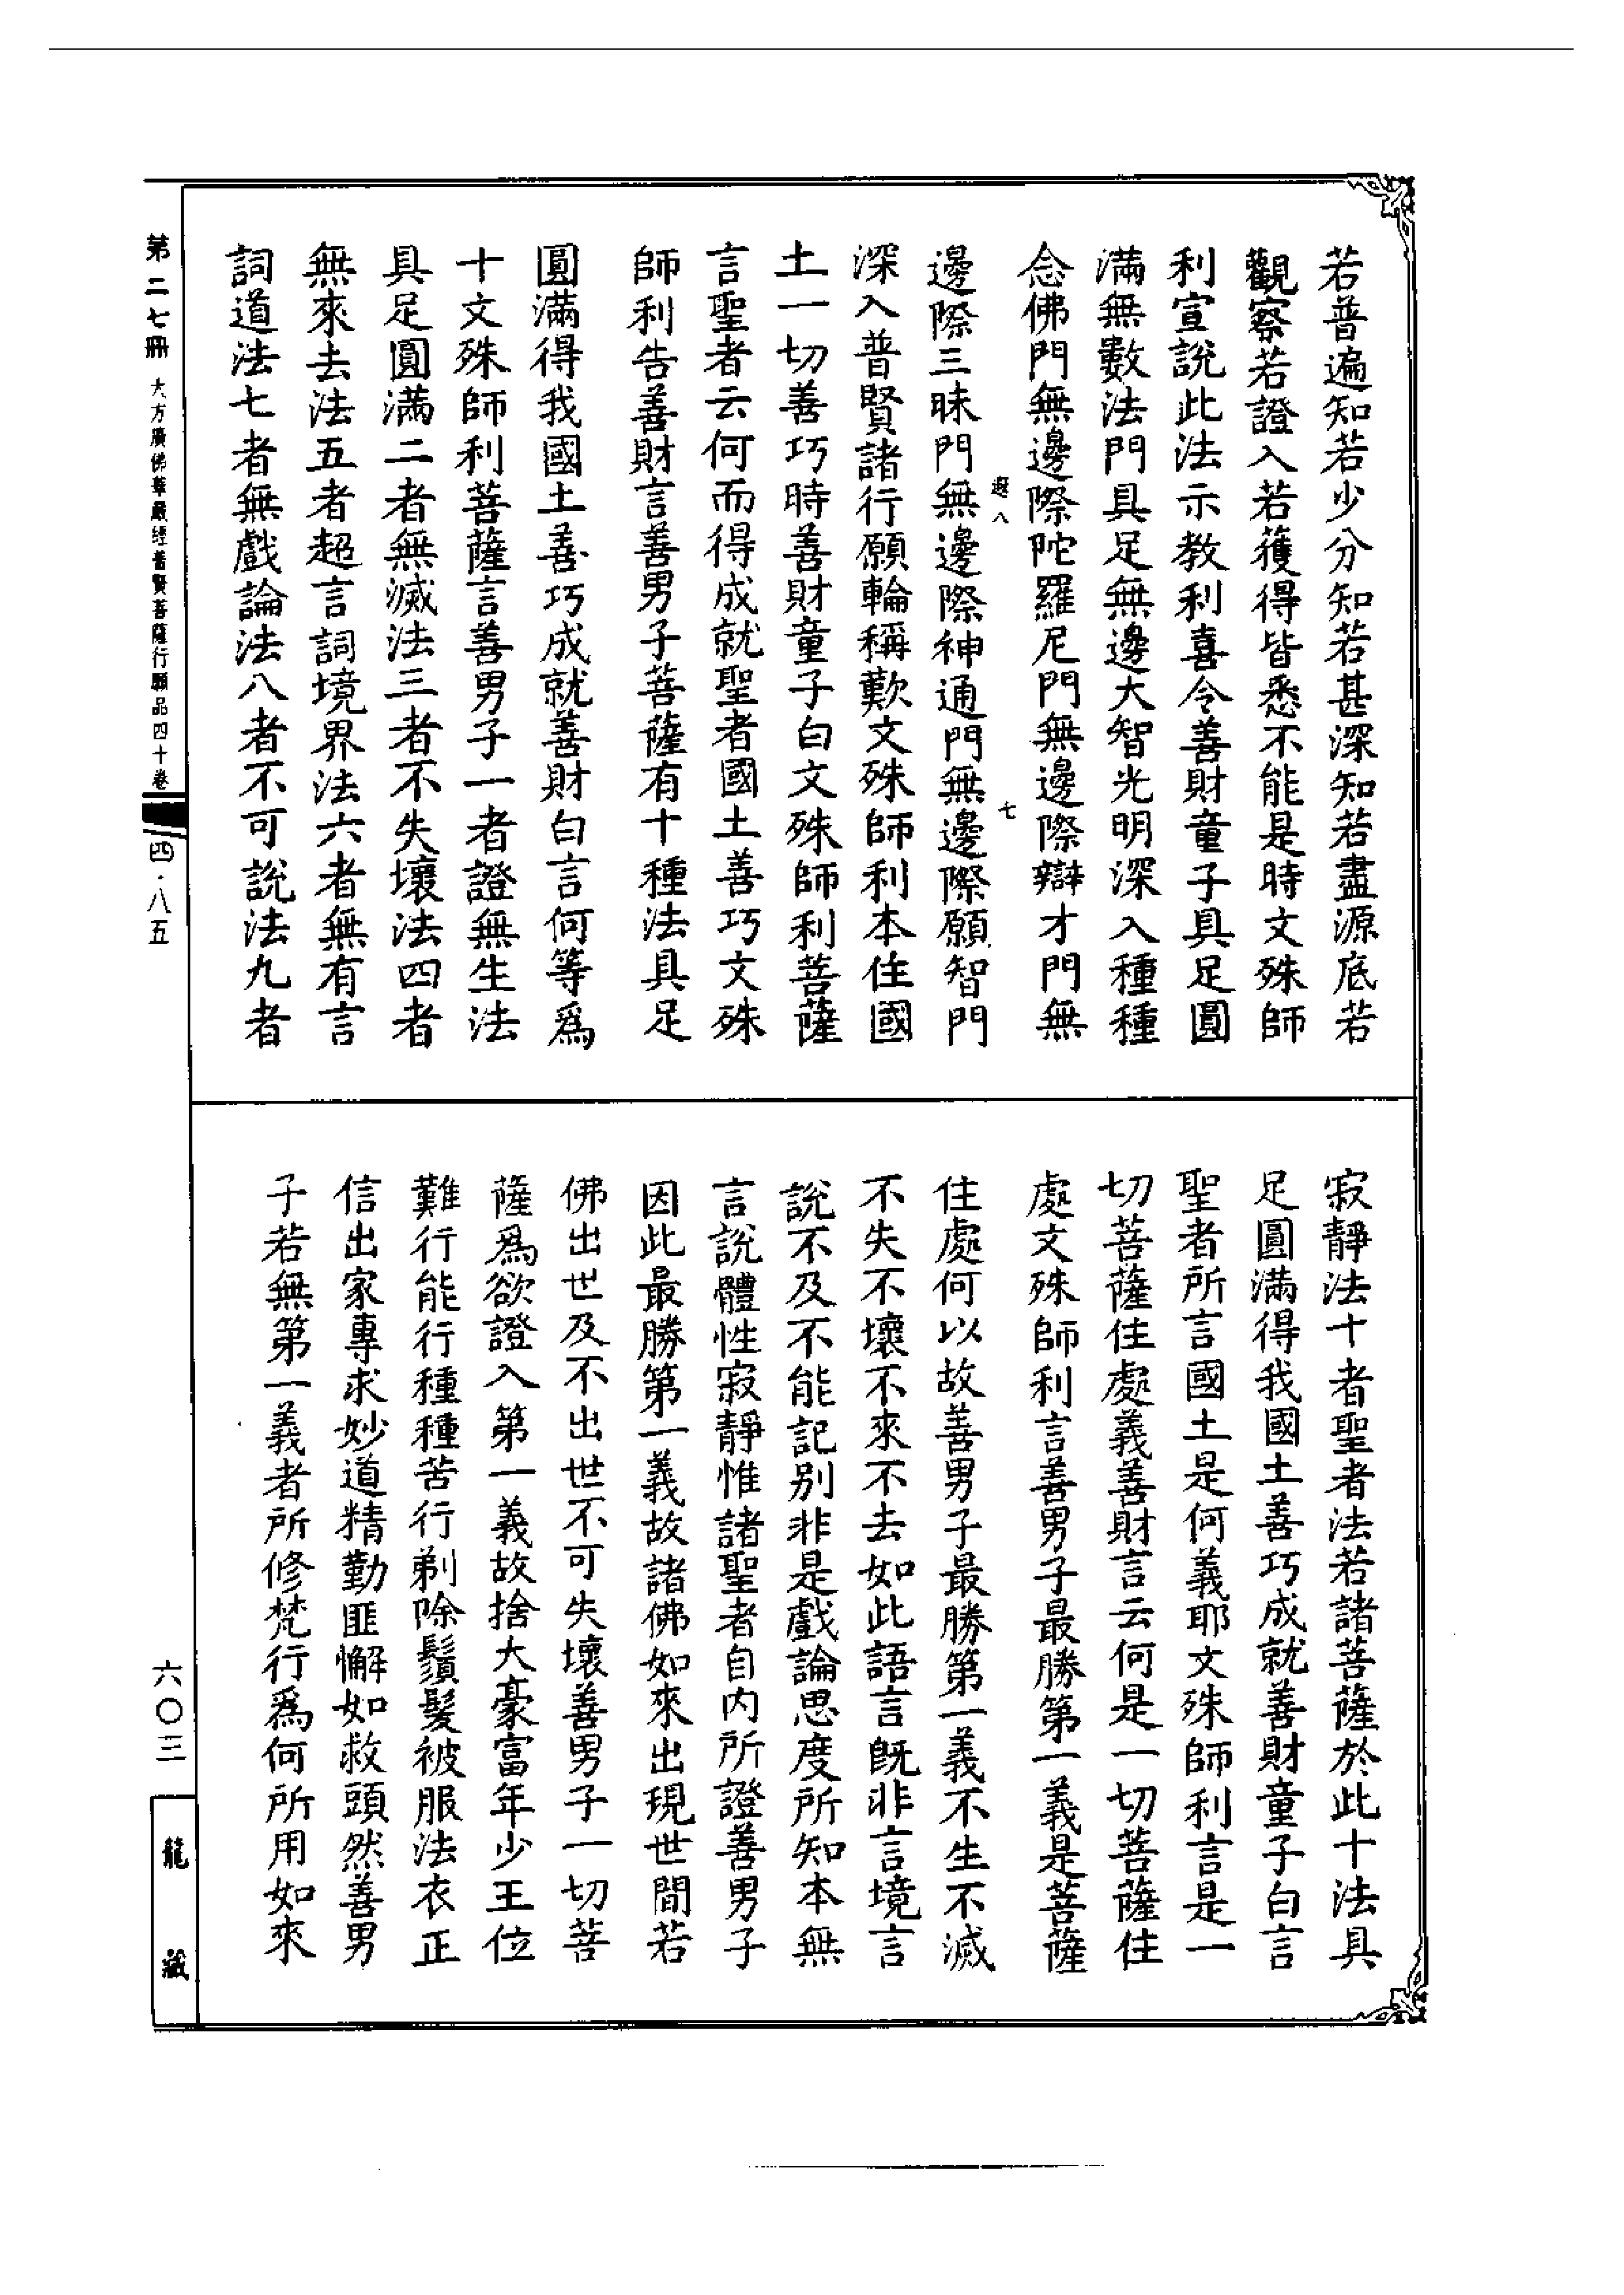 若普遍知若少分知若甚深知若盡源底若
觀察若證入若獲得皆悉不能是時文殊師
利宣說此法示教利喜令善財童子具足圓
滿無數法門具足無邊大智光明深入種種
念佛門無邊際陀羅尼門無邊際辯才門無
八 七
邊際三昧門無邊際神通門無邊際願智門
深入普賢諸行願輪稱歎文殊師利本住國
土一切善巧時善財童子白文殊師利菩薩
言聖者云何而得成就聖者國土善巧文殊
師利告善財言善男子菩薩有十種法具足
圓滿得我國土善巧成就善財白言何等為
十文殊師利菩薩言善男子一者證無生法
具足圓滿二者無滅法三者不失壞法四者
無來去法五者超言詞境界法六者無有言
詞道法七者無戲論法八者不可說法九者
寂靜法十者聖者法若諸菩薩於此十法具
足圓滿得我國土善巧成就善財童子白言
聖者所言國土是何義耶文殊師利言是一
切菩薩住處義善財言云何是一切菩薩住
處文殊師利言善男子最勝第一義是菩薩
住處何以故善男子最勝第一義不生不滅
不失不壞不來不去如此語言既非言境言
說不及不能記别非是戲論思度所知本無
言說體性寂靜惟諸聖者自内所證善男子
因此最勝第一義故諸佛如來出現世間若
佛出世及不出世不可失壞善男子一切菩
薩爲欲證入第一義故捨大豪富年少王位
難行能行種種苦行剃除鬚髮被服法衣正
信出家專求妙道精勤匪懈如救頭然善男
子若無第一義者所修梵行爲何所用如來
第二七冊 大方廣佛華嚴經普賢菩薩行願品四十卷
四·八五
六〇三
龍藏